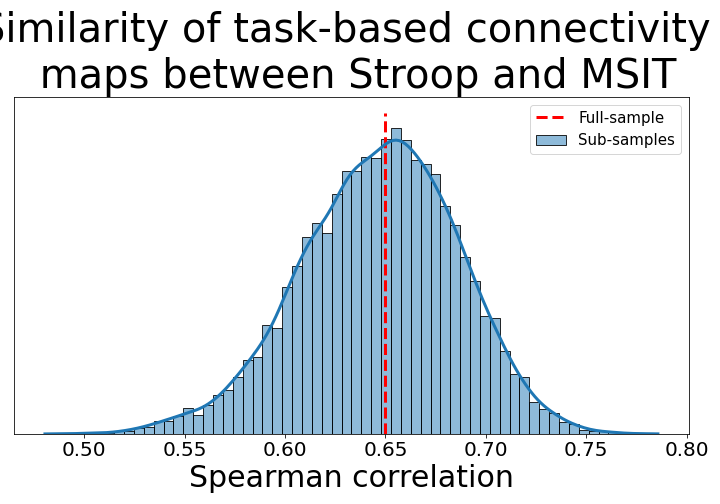 Similarity of task-based connectivity
maps between Stroop and MSIT
Full-sample
Sub-samples
0.50 0.55 0.60 0.65 0.70 0.75 0.80
Spearman correlation